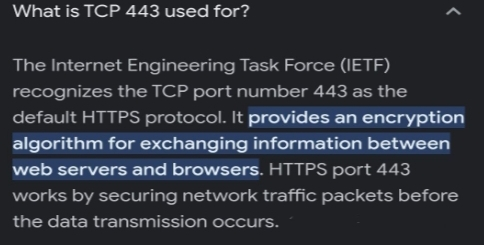 What is TCP 443 used for?
The Internet Engineering Task Force (IETF)
recognizes the TCP port number 443 as the
default HTTPS protocol. It provides an encryption
algorithm for exchanging information between
web servers and browsers. HTTPS port 443
works by securing network traffic packets before
the data transmission occurs.